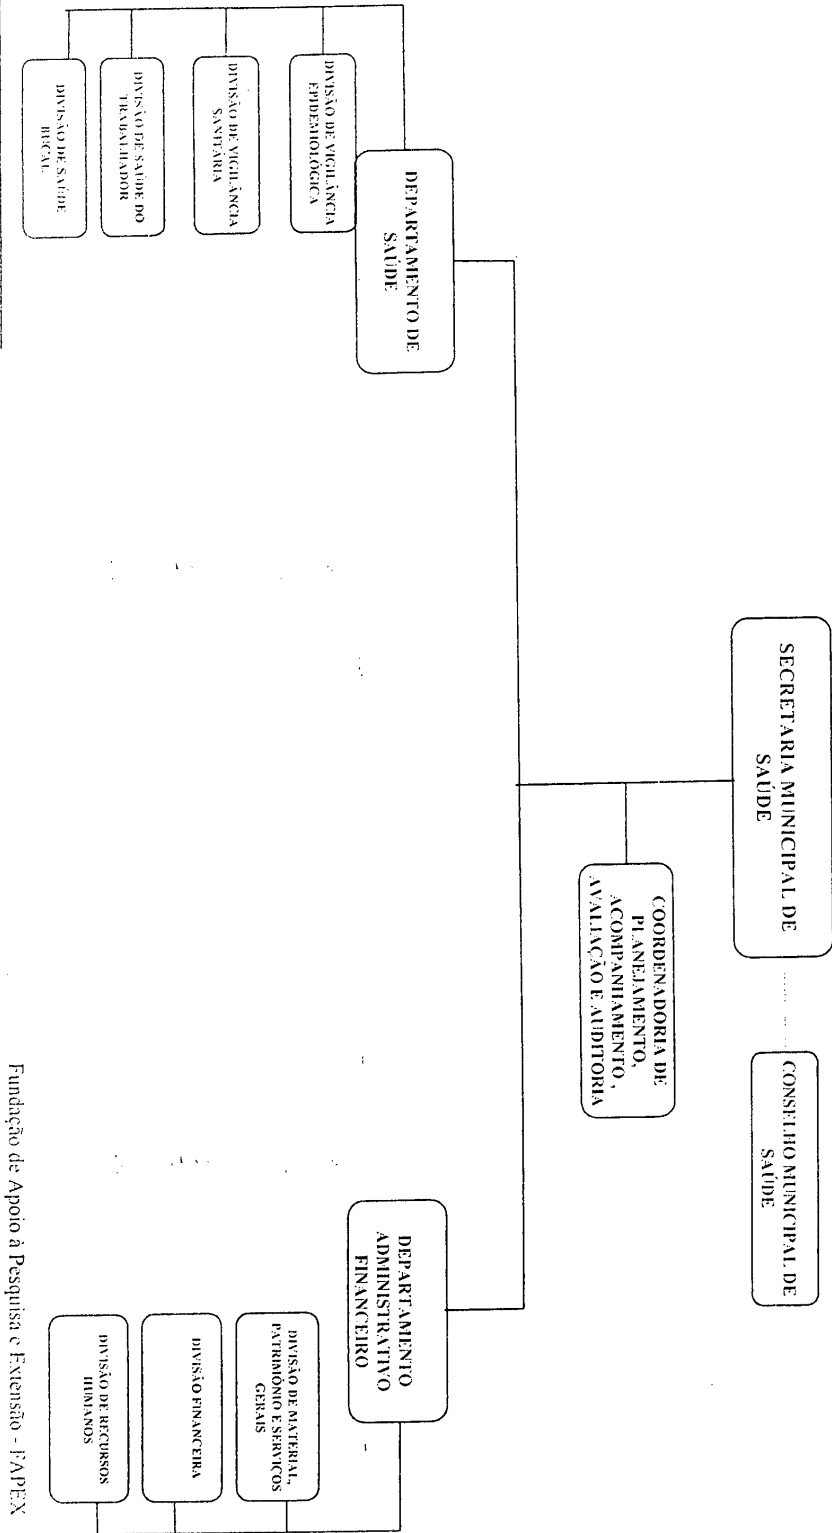 SECRETARIA MUNICIPAL DE
SAÚDE
CONSELHO MUNICIPAL DE
SAÚDE
COORDENADORIA DE
PLANEJAMENTO,
ACOMPANHAMENTO,
AVALIAÇÃO E AUDITORIA
DEPARTAMENTO DE
SAÚDE
DIVISÃO DE VIGILÂNCIA
EPIDEMIOLÓGICA
DIVISÃO DE VIGILÂNCIA
SANITÁRIA
DIVISÃO DE SAÚDE DO
TRABALHADOR
DIVISÃO DE SAÚDE
BUCAL
DEPARTAMENTO
ADMINISTRATIVO
FINANCEIRO
DIVISÃO DE MATERIAL,
PATRIMÔNIO E SERVIÇOS
GERAIS
DIVISÃO FINANCEIRA
DIVISÃO DE RECURSOS
HUMANOS
Fundação de Apoio à Pesquisa e Extensão - FAPEX